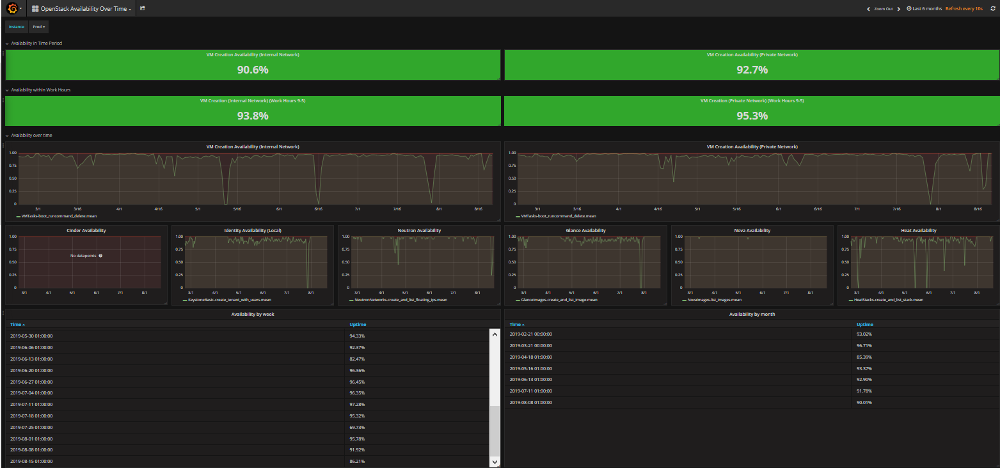 OpenStack Availability Over Time
Zoom Out Last 6 months Refresh every 10s
Instance Prod
Availability in Time Period
VM Creation Availability (Internal Network)
90.6%
VM Creation Availability (Private Network)
92.7%
Availability within Work Hours
VM Creation (Internal Network) (Work Hours 9-5)
93.8%
VM Creation (Private Network) (Work Hours 9-5)
95.3%
Availability over time
VM Creation Availability (Internal Network)
1.00
0.75
0.50
0.25
0
3/1 3/16 4/1 4/16 5/1 5/16 6/1 6/16 7/1 7/16 8/1 8/16
VMTasks-boot_runcommand_delete.mean
VM Creation Availability (Private Network)
1.00
0.75
0.50
0.25
0
3/1 3/16 4/1 4/16 5/1 5/16 6/1 6/16 7/1 7/16 8/1 8/16
VMTasks-boot_runcommand_delete.mean
Cinder Availability
1.00
0.75
0.50
0.25
0
No datapoints
3/1 4/1 5/1 6/1 7/1 8/1
Identity Availability (Local)
1.00
0.75
0.50
0.25
0
3/1 4/1 5/1 6/1 7/1 8/1
KeystoneBasic-create_tenant_with_users.mean
Neutron Availability
1.00
0.75
0.50
0.25
0
3/1 4/1 5/1 6/1 7/1 8/1
NeutronNetworks-create_and_list_floating_ips.mean
Glance Availability
1.00
0.75
0.50
0.25
0
3/1 4/1 5/1 6/1 7/1 8/1
GlanceImages-create_and_list_image.mean
Nova Availability
1.00
0.75
0.50
0.25
0
3/1 4/1 5/1 6/1 7/1 8/1
NovaImages-list_images.mean
Heat Availability
1.00
0.75
0.50
0.25
0
3/1 4/1 5/1 6/1 7/1 8/1
HeatStacks-create_and_list_stack.mean
Availability by week
Time Uptime
2019-05-30 01:00:00 94.33%
2019-06-06 01:00:00 92.37%
2019-06-13 01:00:00 82.47%
2019-06-20 01:00:00 96.36%
2019-06-27 01:00:00 96.45%
2019-07-04 01:00:00 96.35%
2019-07-11 01:00:00 97.28%
2019-07-18 01:00:00 95.32%
2019-07-25 01:00:00 69.73%
2019-08-01 01:00:00 95.78%
2019-08-08 01:00:00 91.92%
2019-08-15 01:00:00 86.21%
Availability by month
Time Uptime
2019-02-21 00:00:00 93.02%
2019-03-21 00:00:00 96.71%
2019-04-18 01:00:00 85.39%
2019-05-16 01:00:00 93.37%
2019-06-13 01:00:00 92.90%
2019-07-11 01:00:00 91.78%
2019-08-08 01:00:00 90.01%